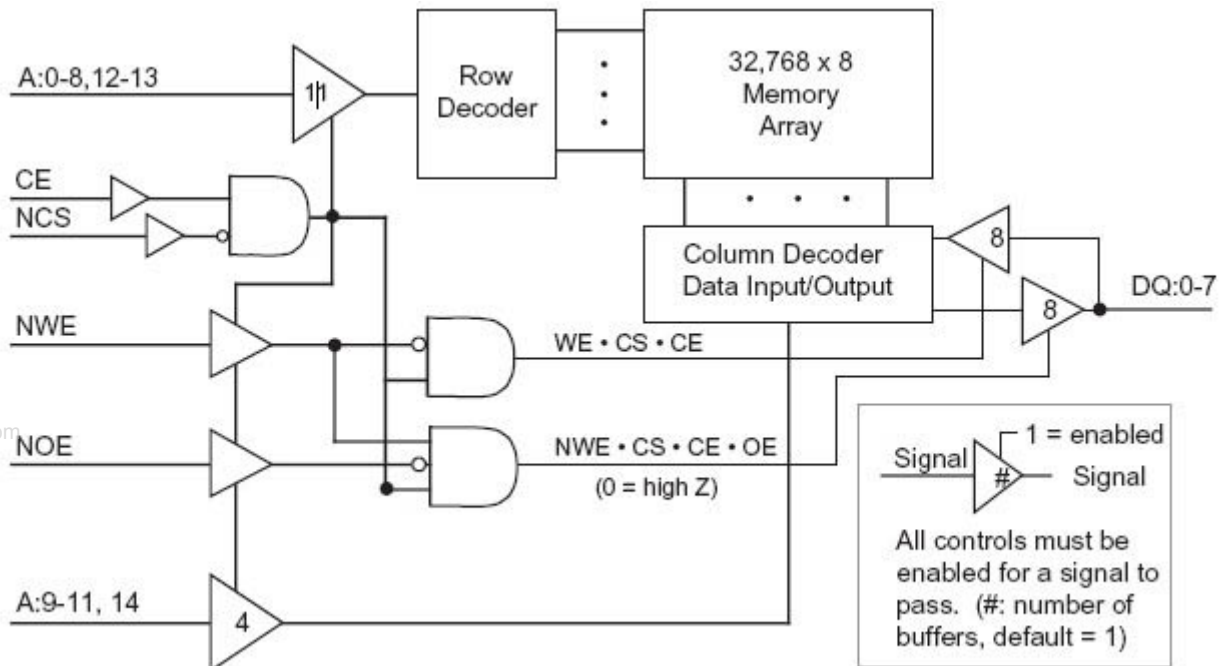 A:0-8,12-13
11
Row
Decoder
32,768 x 8
Memory
Array
CE
NCS
Column Decoder
Data Input/Output
8
8
DQ:0-7
NWE
WE • CS • CE
NOE
NWE • CS • CE • OE
(0 = high Z)
A:9-11, 14
4
1 = enabled
Signal
#
Signal
All controls must be
enabled for a signal to
pass. (#: number of
buffers, default = 1)